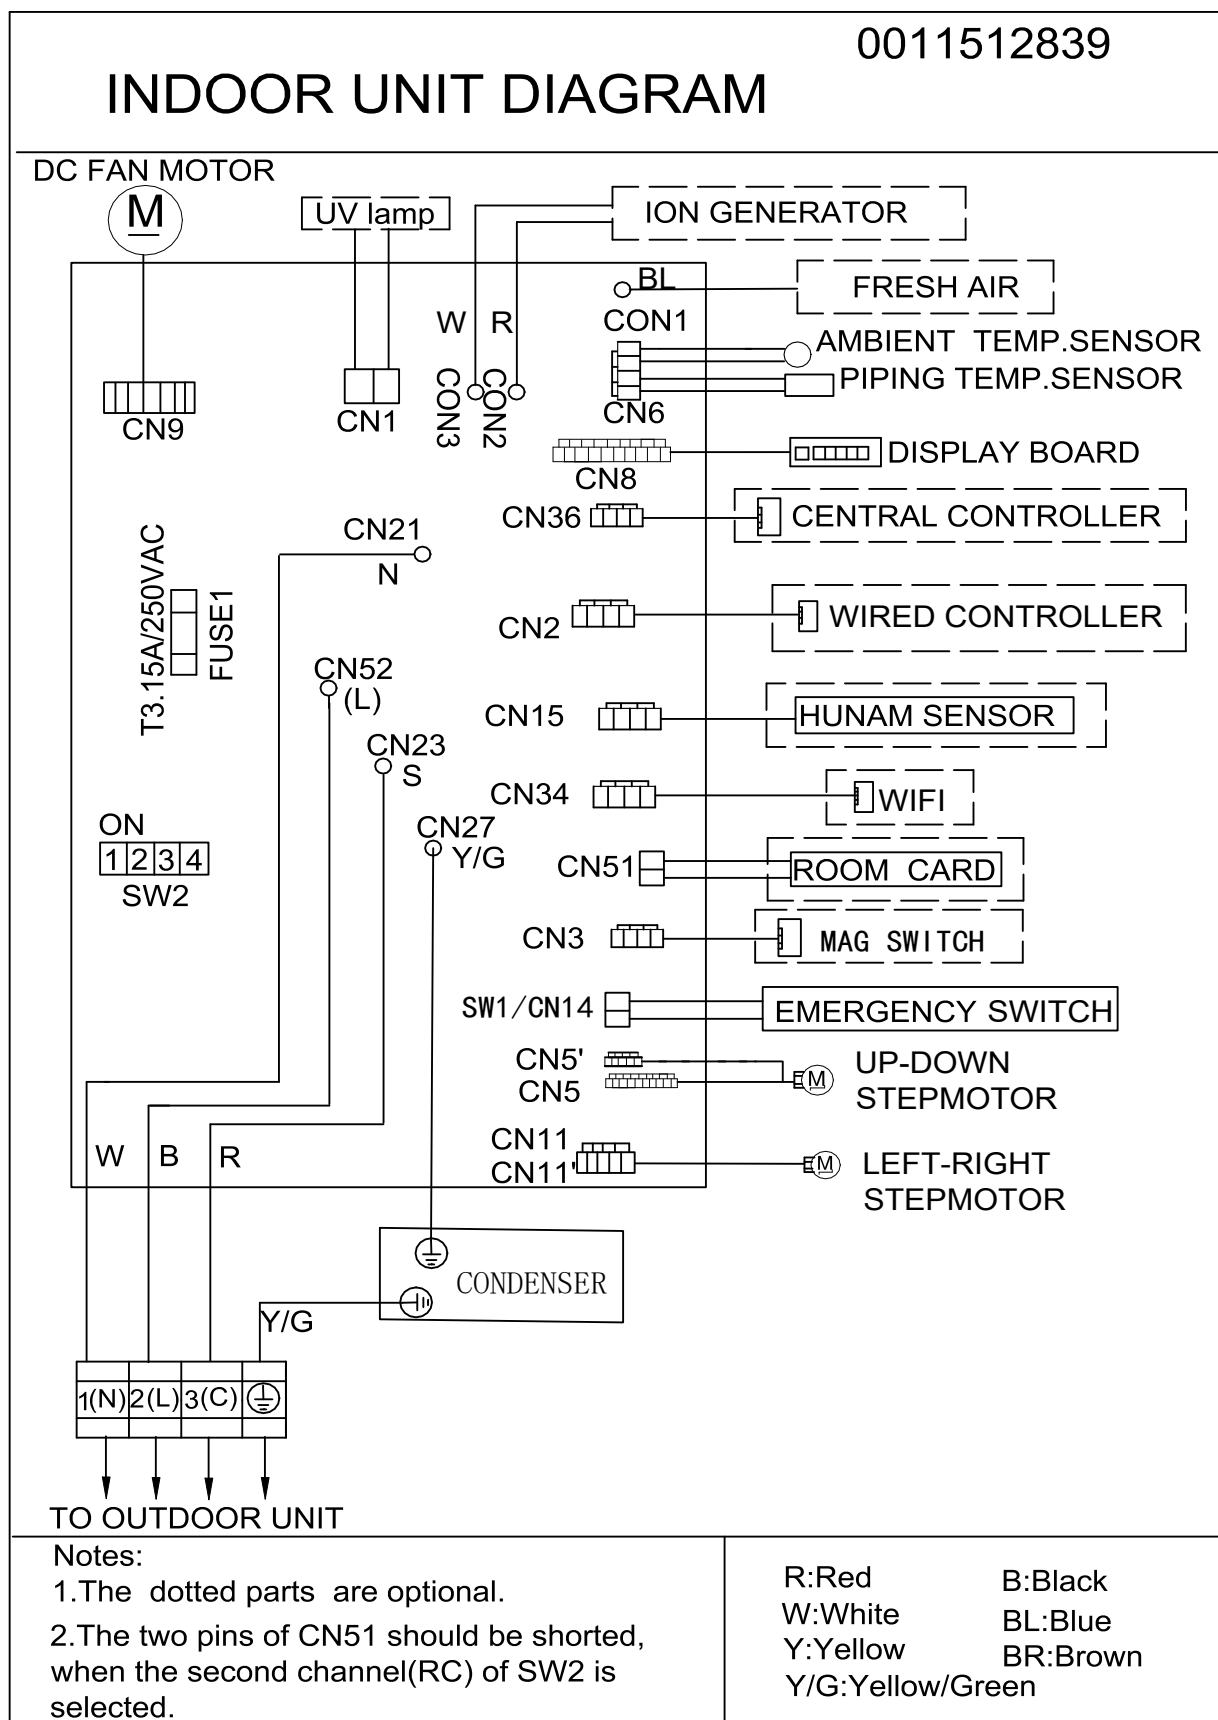 0011512839
INDOOR UNIT DIAGRAM
DC FAN MOTOR
M
UV lamp
ION GENERATOR
BL
FRESH AIR
W
R
CON1
AMBIENT TEMP.SENSOR
PIPING TEMP.SENSOR
CN9
CN1
CON3
CON2
CN6
DISPLAY BOARD
CN8
CN36
CENTRAL CONTROLLER
CN21
N
T3.15A/250VAC
FUSE1
CN2
WIRED CONTROLLER
CN52
(L)
CN15
HUNAM SENSOR
CN23
S
CN34
WIFI
ON
1 2 3 4
SW2
CN27
Y/G
CN51
ROOM CARD
CN3
MAG SWITCH
SW1/CN14
EMERGENCY SWITCH
CN5'
CN5
M
UP-DOWN
STEPMOTOR
W
B
R
CN11
CN11'
M
LEFT-RIGHT
STEPMOTOR
CONDENSER
Y/G
1(N) 2(L) 3(C)
TO OUTDOOR UNIT
Notes:
1.The dotted parts are optional.
2.The two pins of CN51 should be shorted,
when the second channel(RC) of SW2 is
selected.
R:Red
B:Black
W:White
BL:Blue
Y:Yellow
BR:Brown
Y/G:Yellow/Green